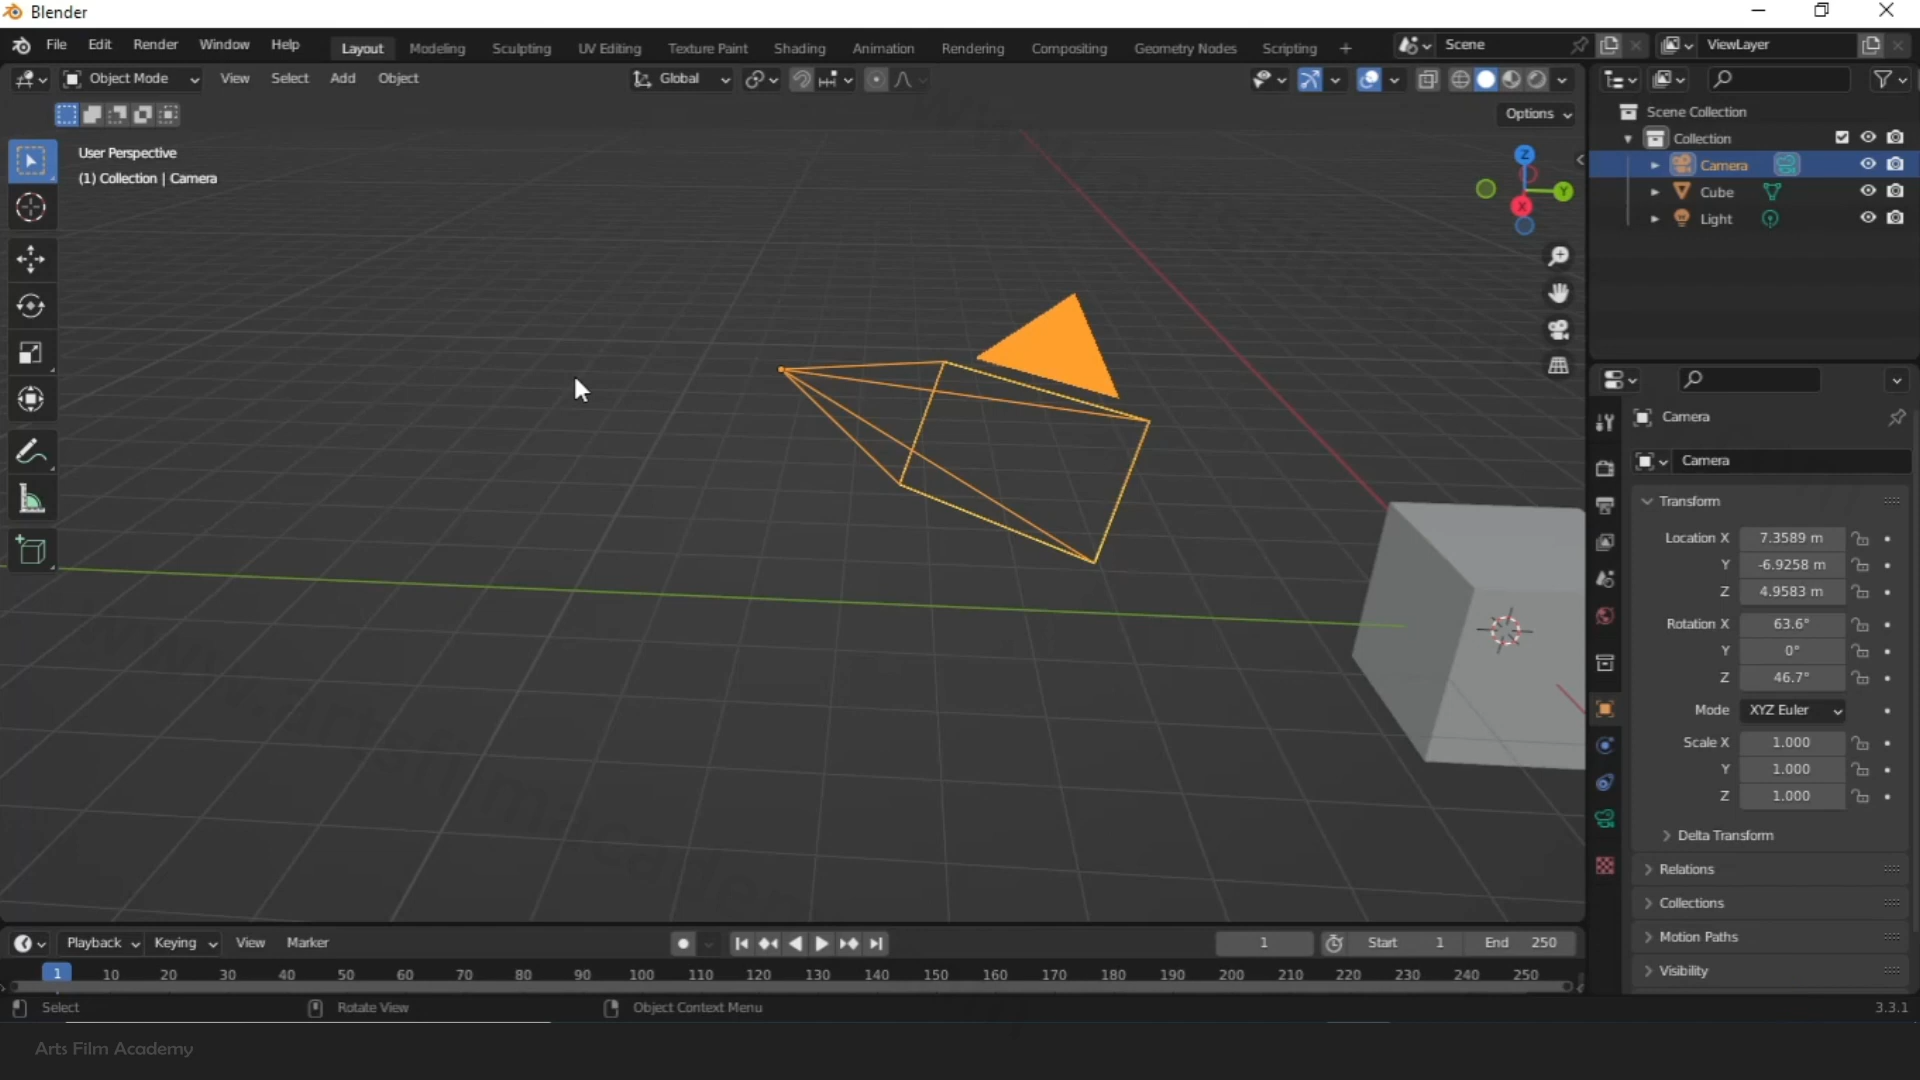 Blender
File Edit Render Window Help Layout Modeling Sculpting UV Editing Texture Paint Shading Animation Rendering Compositing Geometry Nodes Scripting + Scene ViewLayer
Object Mode View Select Add Object Global
Options
User Perspective
(1) Collection | Camera
Z
Y
X
Scene Collection
Collection
Camera
Cube
Light
Camera
Camera
Transform
Location X 7.3589 m
Y -6.9258 m
Z 4.9583 m
Rotation X 63.6°
Y 0°
Z 46.7°
Mode XYZ Euler
Scale X 1.000
Y 1.000
Z 1.000
Delta Transform
Relations
Collections
Motion Paths
Visibility
Playback Keying View Marker 1 Start 1 End 250
1 10 20 30 40 50 60 70 80 90 100 110 120 130 140 150 160 170 180 190 200 210 220 230 240 250
Select Rotate View Object Context Menu 3.3.1
Arts Film Academy